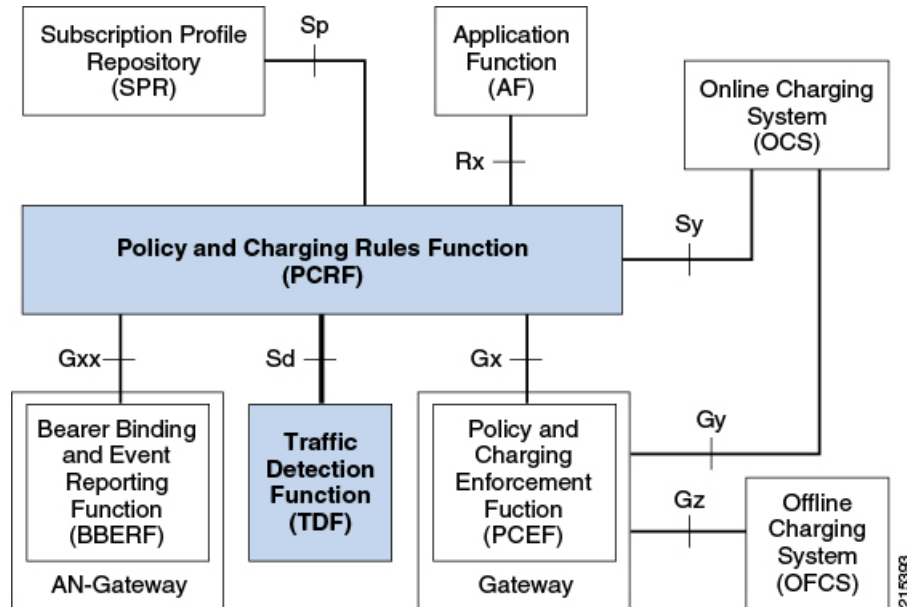 Subscription Profile
Repository
(SPR)
Sp
Application
Function
(AF)
Online Charging
System
(OCS)
Rx
Policy and Charging Rules Function
(PCRF)
Sy
Gxx
Sd
Gx
Bearer Binding
and Event
Reporting
Function
(BBERF)
AN-Gateway
Traffic
Detection
Function
(TDF)
Policy and
Charging
Enforcement
Fuction
(PCEF)
Gateway
Gy
Gz
Offline
Charging
System
(OFCS)
215393